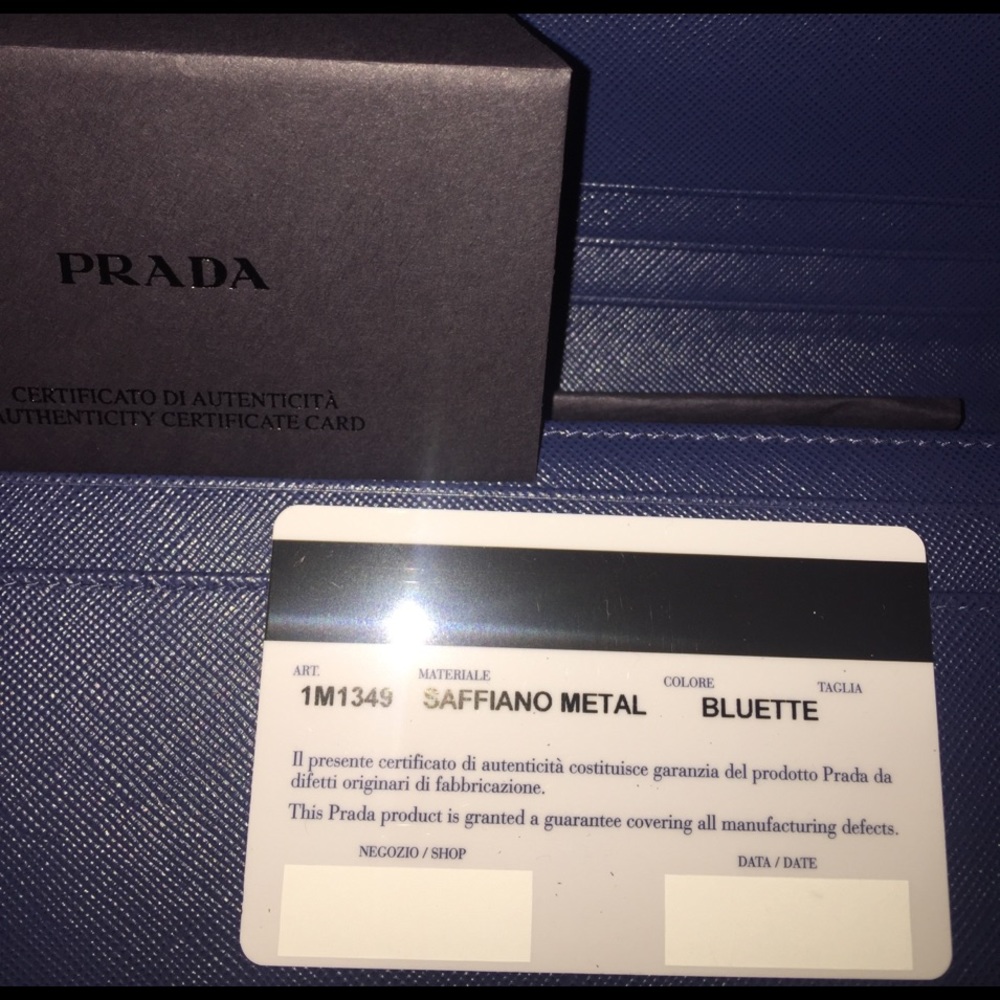 PRADA
CERTIFICATO DI AUTENTICITÀ
AUTHENTICITY CERTIFICATE CARD
ART. MATERIALE COLORE TAGLIA
1M1349 SAFFIANO METAL BLUETTE
Il presente certificato di autenticità costituisce garanzia del prodotto Prada da
difetti originari di fabbricazione.
This Prada product is granted a guarantee covering all manufacturing defects.
NEGOZIO / SHOP DATA / DATE